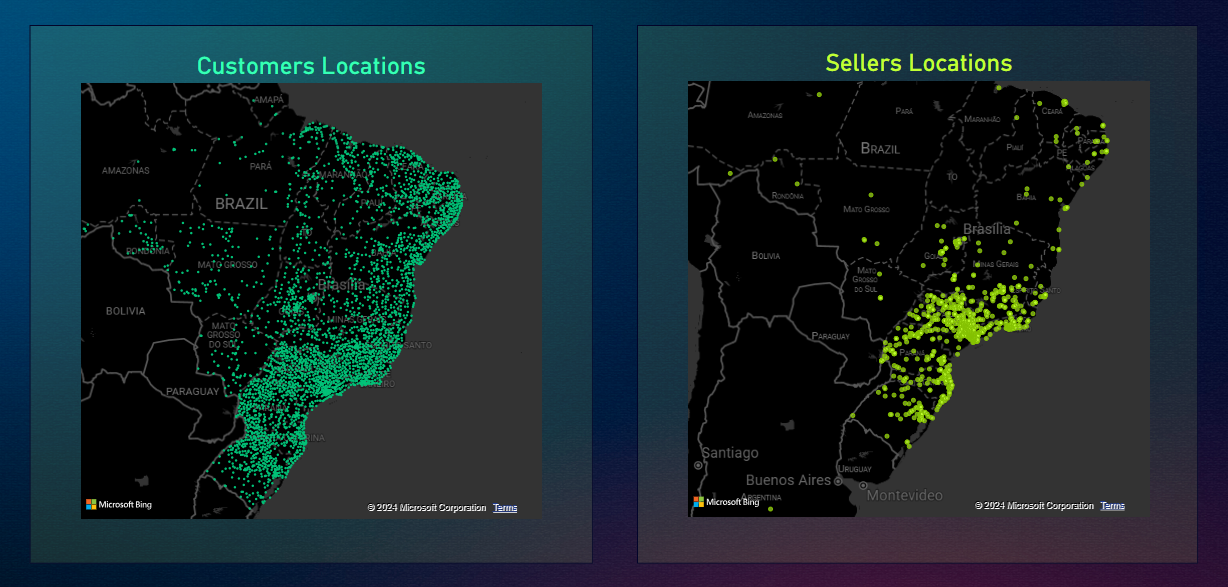 Customers Locations
AMAPÁ
AMAZONAS
PARÁ
MARANHÃO
PIAUÍ
BRAZIL
RONDÔNIA
MATO GROSSO
Brasília
BOLIVIA
MINAS GERAIS
MATO
GROSSO
DO SUL
SANTO
PARAGUAY
Microsoft Bing
© 2024 Microsoft Corporation Terms
Sellers Locations
AMAZONAS
PARÁ
MARANHÃO
CEARÁ
BRAZIL
PIAUÍ
PE
TO
RONDÔNIA
MATO GROSSO
BAHIA
Brasília
BOLIVIA
MINAS GERAIS
MATO
GROSSO
DO SUL
PARAGUAY
PARANÁ
Santiago
URUGUAY
Buenos Aires
Montevideo
ARGENTINA
Microsoft Bing
© 2024 Microsoft Corporation Terms